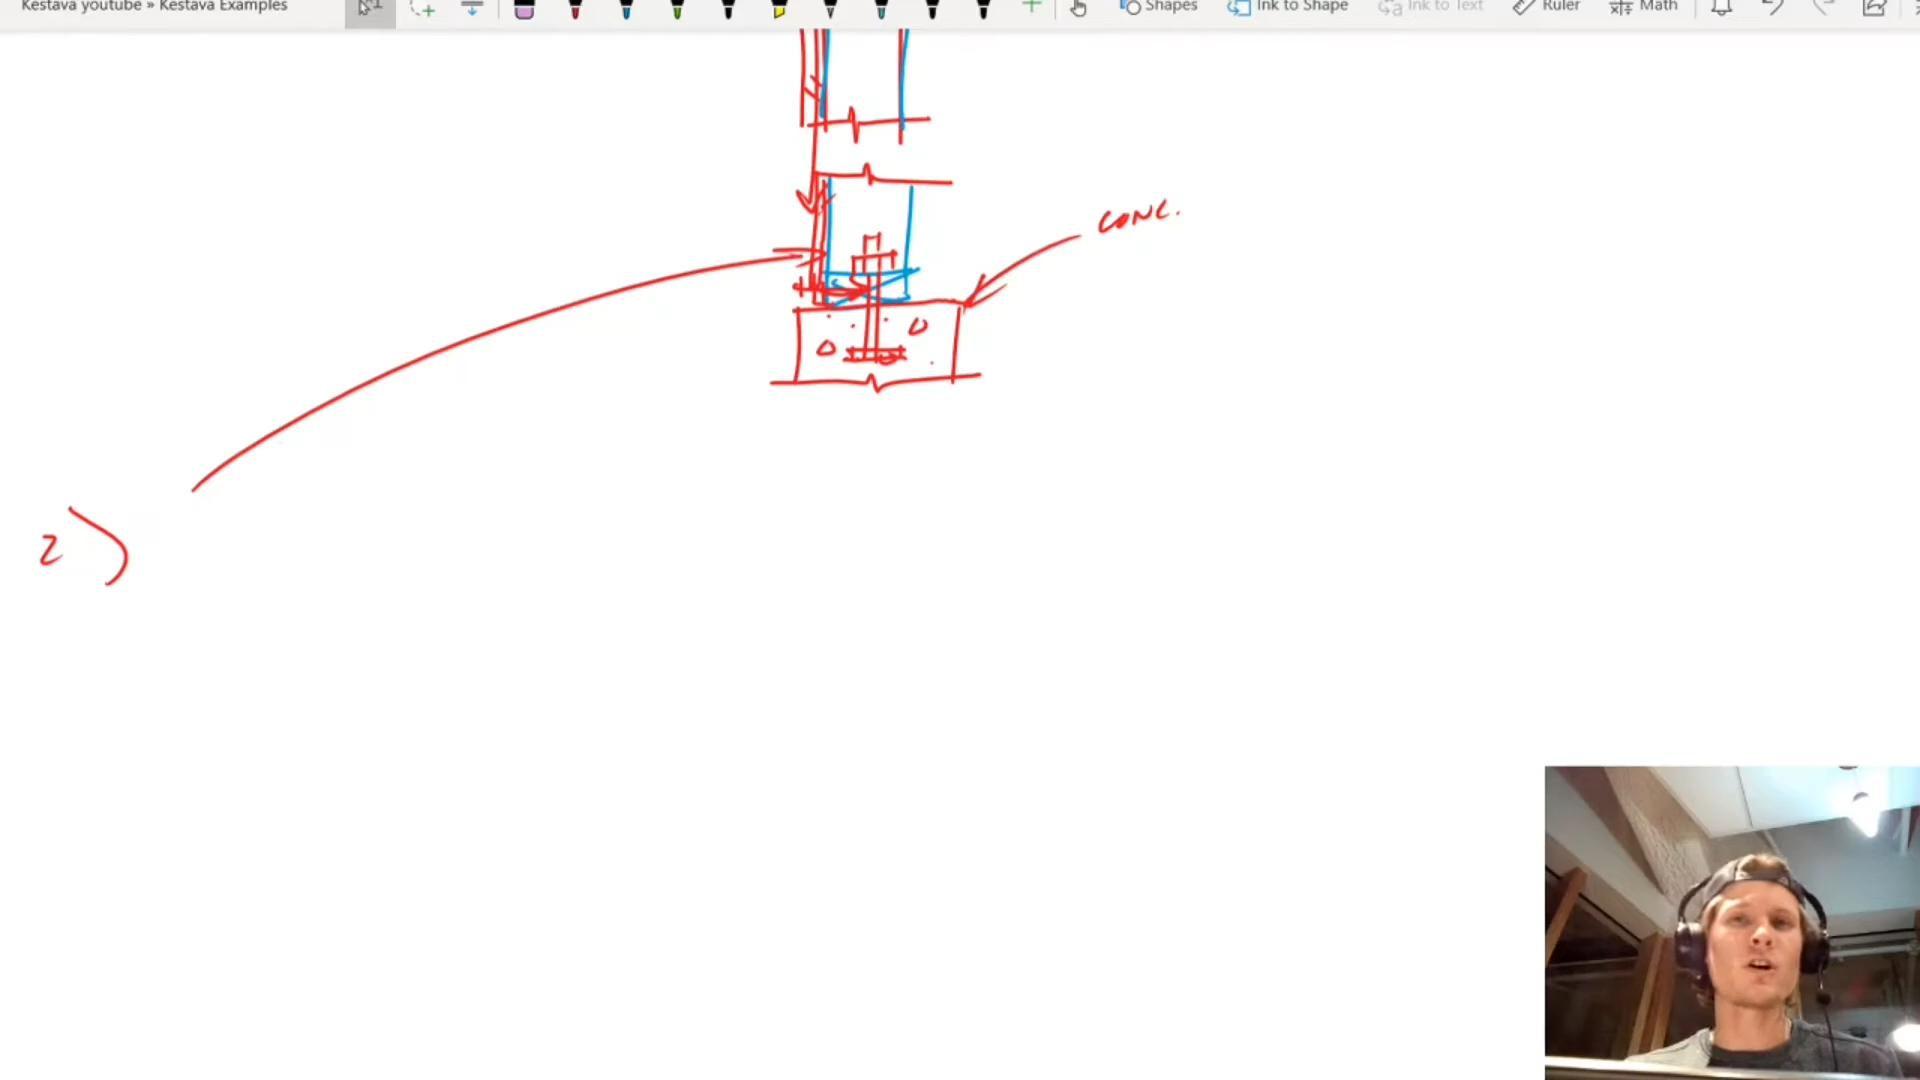 Kestava youtube » Kestava Examples
Shapes
Ink to Shape
Ink to Text
Ruler
Math
CONC.
2)